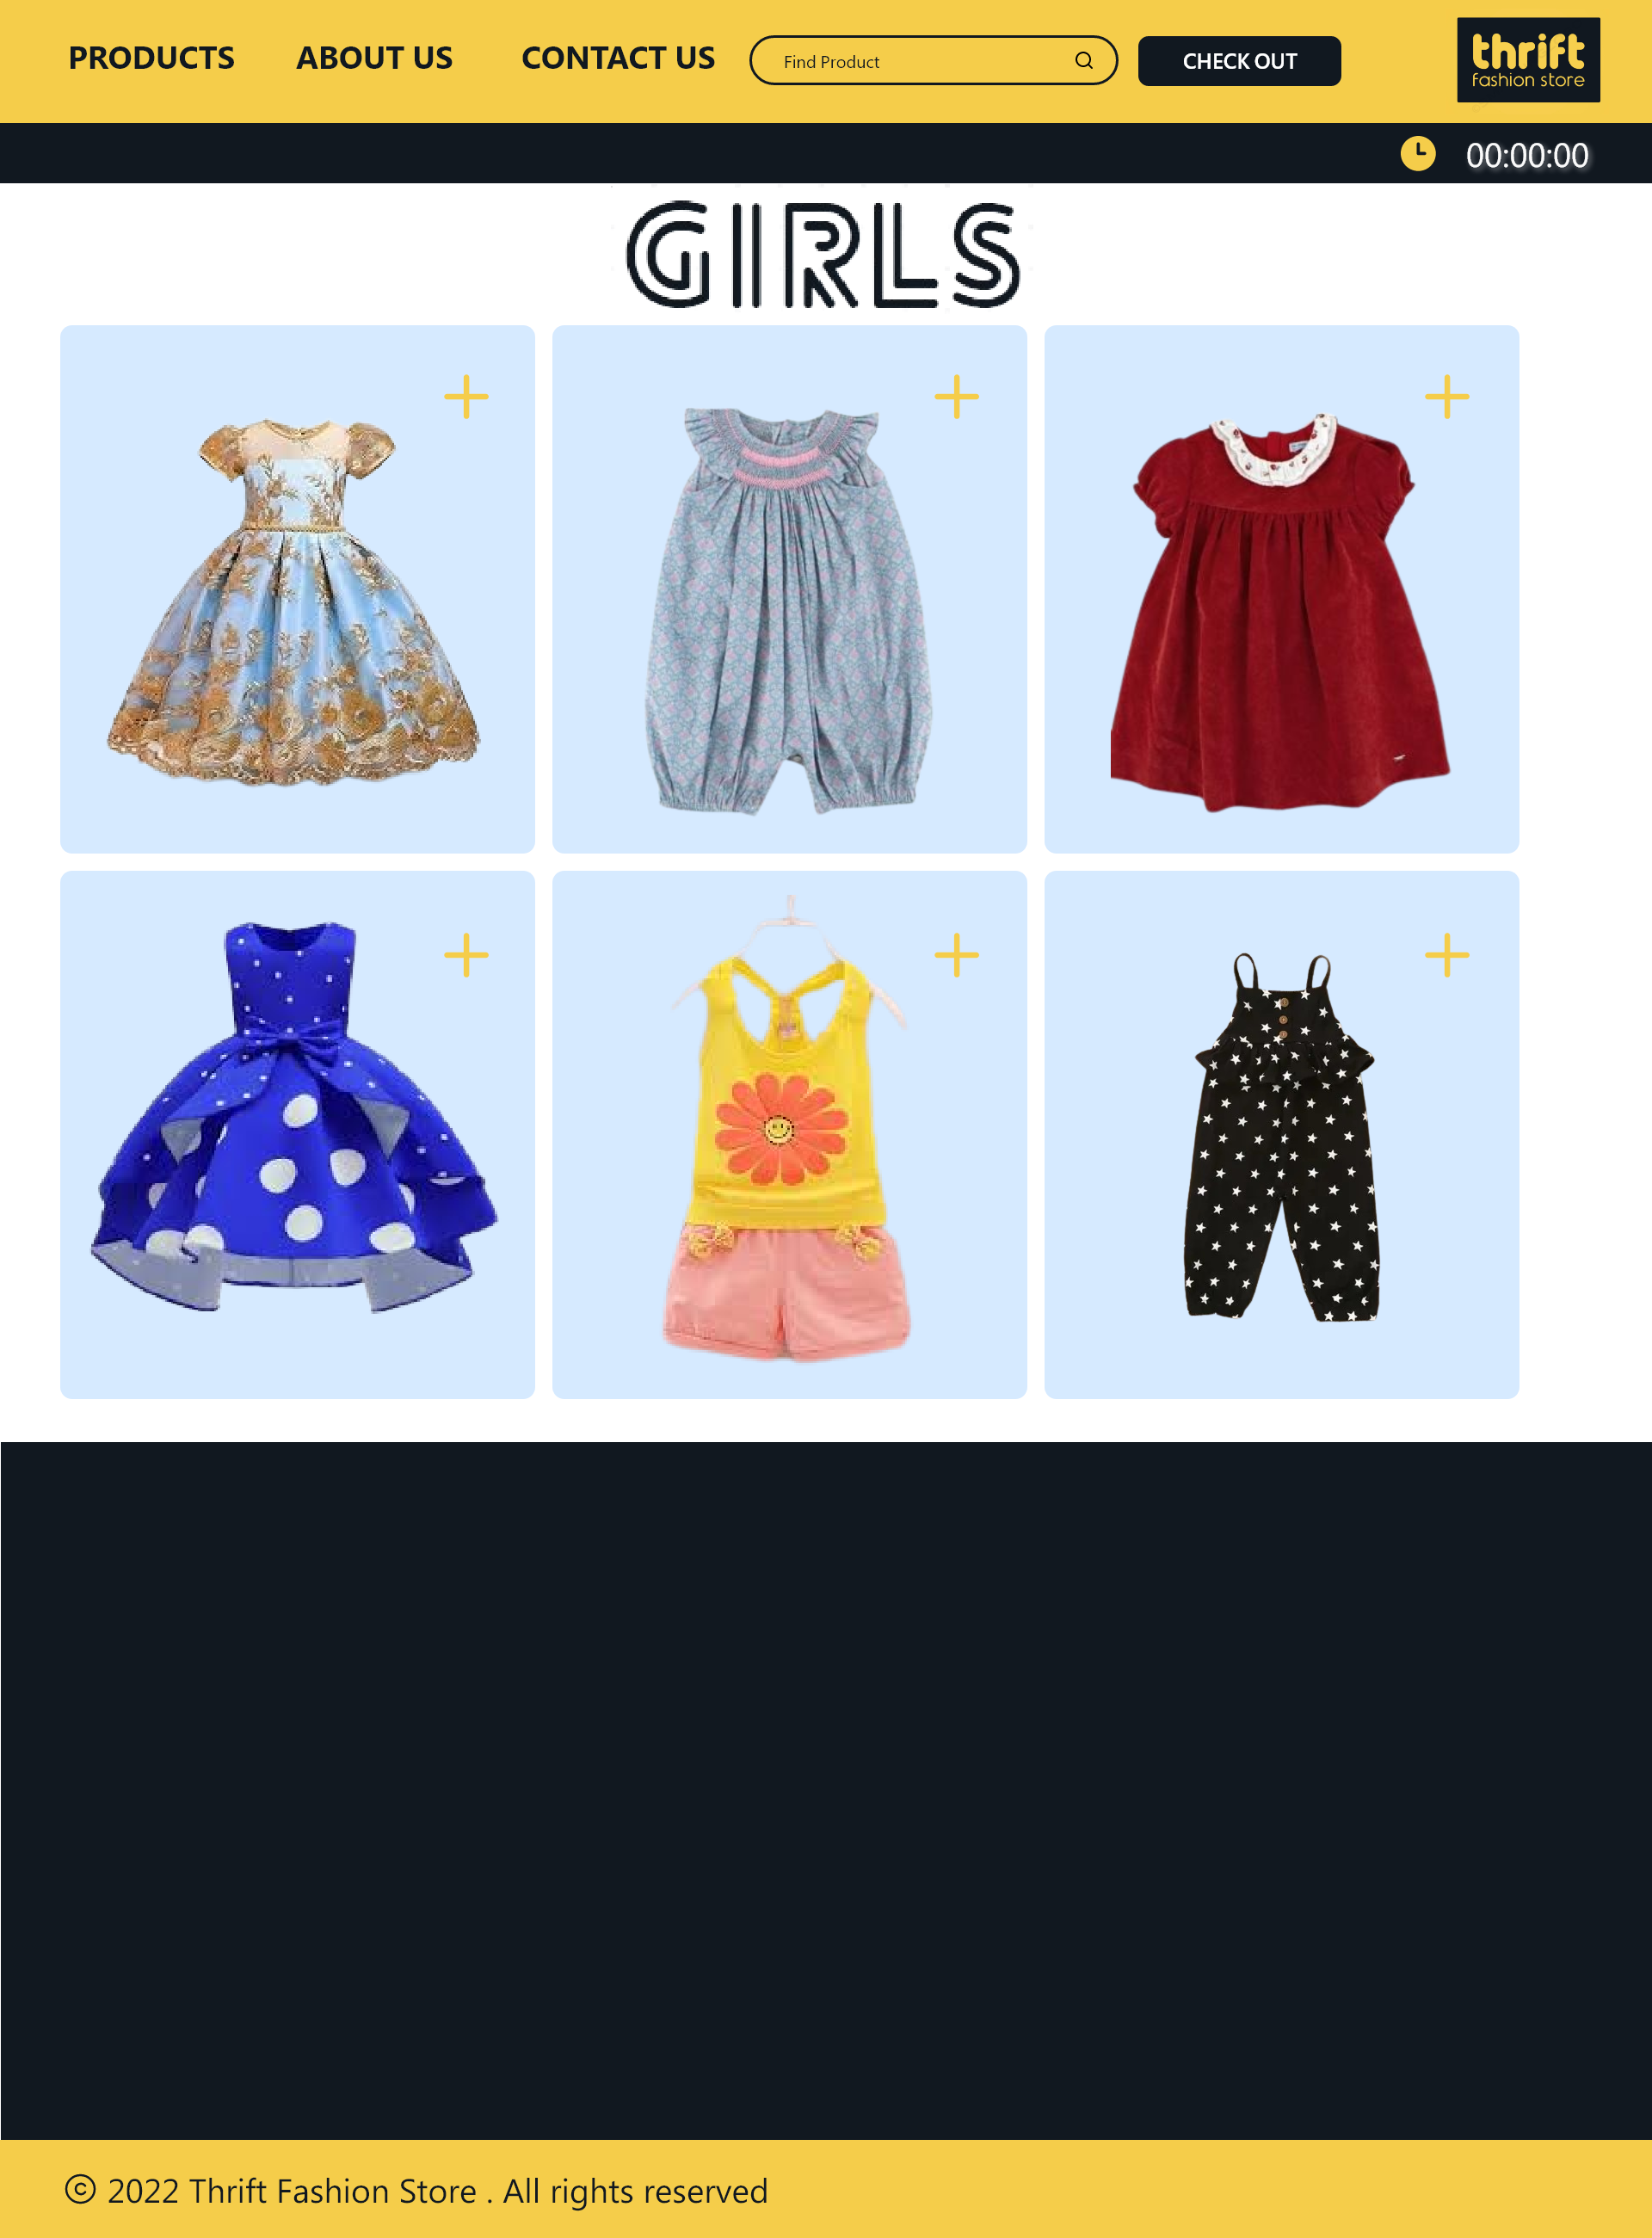 PRODUCTS ABOUT US CONTACT US Find Product CHECK OUT thrift
fashion store
00:00:00
GIRLS
© 2022 Thrift Fashion Store . All rights reserved